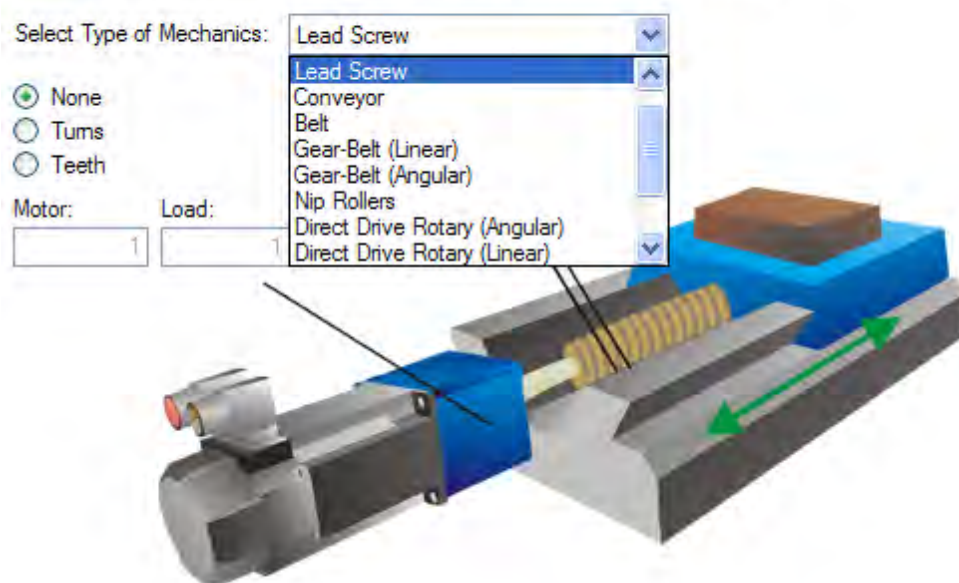 Select Type of Mechanics: Lead Screw
Lead Screw
Conveyor
Belt
Gear-Belt (Linear)
Gear-Belt (Angular)
Nip Rollers
Direct Drive Rotary (Angular)
Direct Drive Rotary (Linear)
None
Turns
Teeth
Motor: Load:
1 1